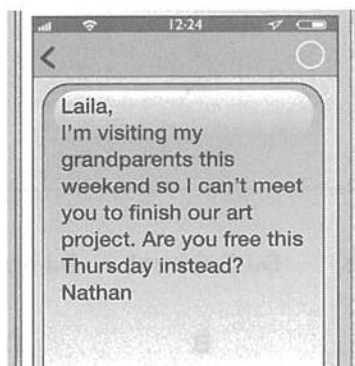 12:24
Laila,
I'm visiting my
grandparents this
weekend so I can't meet
you to finish our art
project. Are you free this
Thursday instead?
Nathan